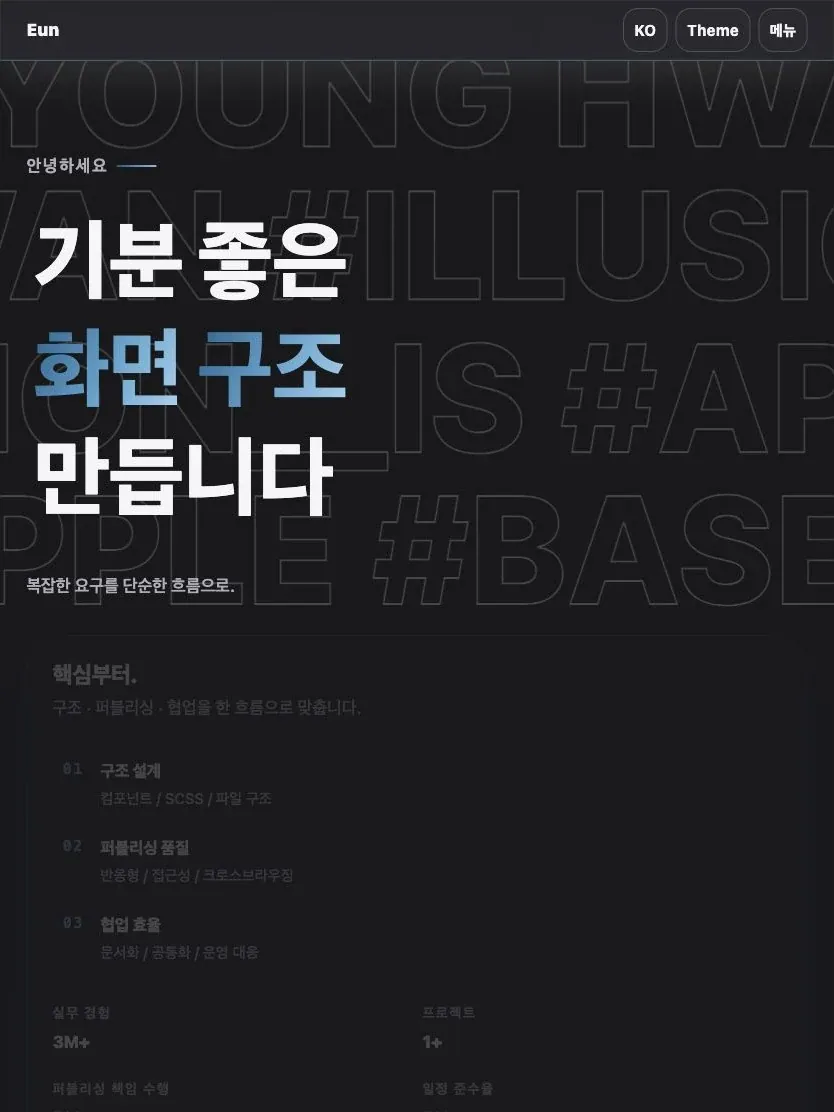 Eun
KO
Theme
메뉴
YOUNG HWA
안녕하세요
WAN #ILLUSIO
기분 좋은
화면 구조
ION_IS #AP
만듭니다
PPLE #BASE
복잡한 요구를 단순한 흐름으로.
핵심부터.
구조 · 퍼블리싱 · 협업을 한 흐름으로 맞춥니다.
01
구조 설계
컴포넌트 / SCSS / 파일 구조
02
퍼블리싱 품질
반응형 / 접근성 / 크로스브라우징
03
협업 효율
문서화 / 공통화 / 운영 대응
실무 경험
프로젝트
3M+
1+
퍼블리싱 책임 수행
일정 준수율